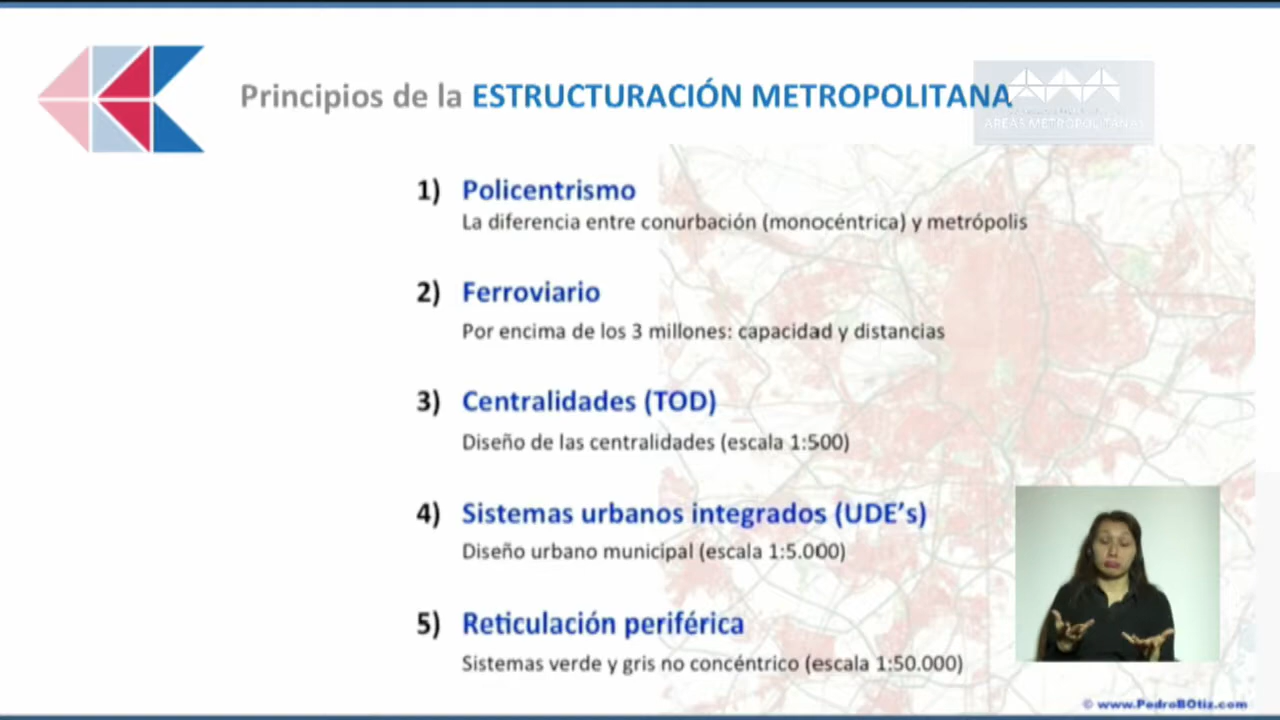 Principios de la ESTRUCTURACIÓN METROPOLITANA
ÁREAS METROPOLITANAS
1) Policentrismo
La diferencia entre conurbación (monocéntrica) y metrópolis
2) Ferroviario
Por encima de los 3 millones: capacidad y distancias
3) Centralidades (TOD)
Diseño de las centralidades (escala 1:500)
4) Sistemas urbanos integrados (UDE’s)
Diseño urbano municipal (escala 1:5.000)
5) Reticulación periférica
Sistemas verde y gris no concéntrico (escala 1:50.000)
© www.PedroBOtiz.com